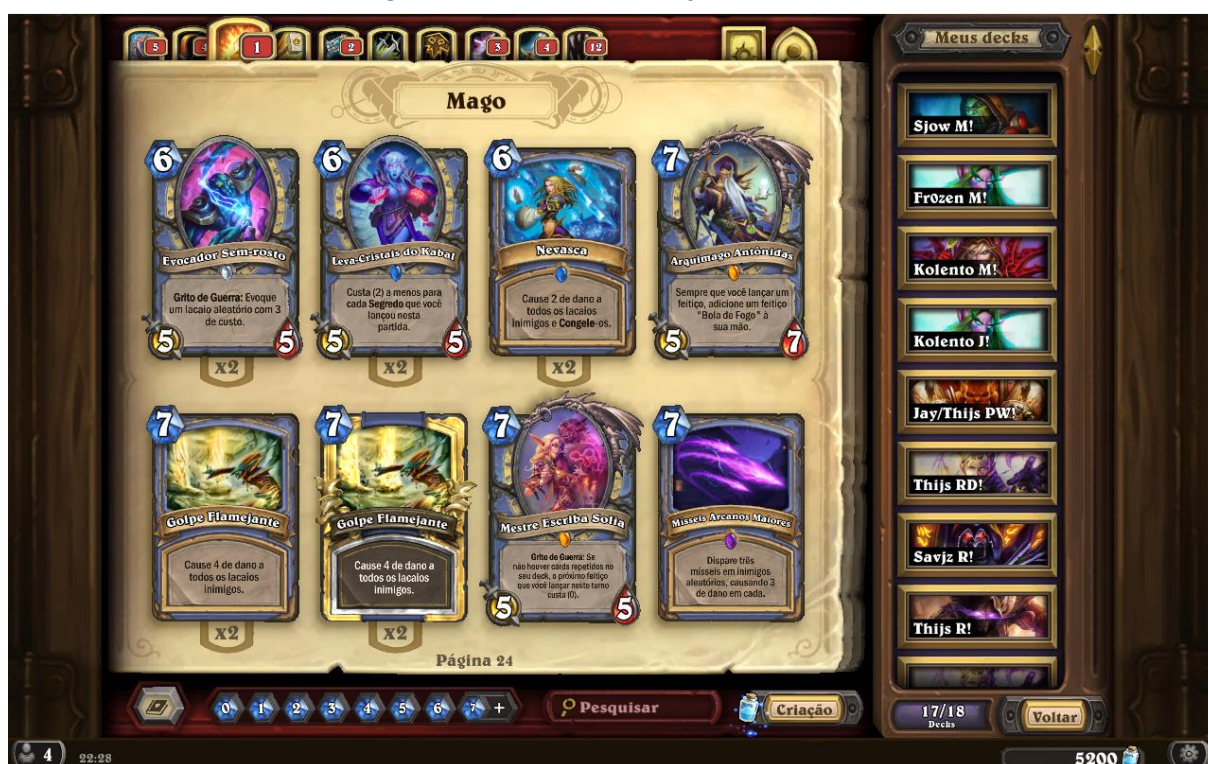 5
4
1
2
3
4
12
Meus decks
Mago
6
Evocador Sem-rosto
Grito de Guerra: Evoque
um lacaio aleatório com 3
de custo.
5
5
x2
6
Leva-Cristais do Kabal
Custa (2) a menos para
cada Segredo que você
lançou nesta
partida.
5
5
x2
6
Nevasca
Cause 2 de dano a
todos os lacaios
inimigos e Congele-os.
x2
7
Arquimago Antônidas
Sempre que você lançar um
feitiço, adicione um feitiço
"Bola de Fogo" à
sua mão.
5
7
7
Golpe Flamejante
Cause 4 de dano a
todos os lacaios
inimigos.
x2
7
Golpe Flamejante
Cause 4 de dano a
todos os lacaios
inimigos.
x2
7
Mestre Escriba Solia
Grito de Guerra: Se
não houver cards repetidos no
seu deck, o próximo feitiço
que você lançar neste turno
custa (0).
5
5
7
Mísseis Arcanos Maiores
Dispare três
mísseis em inimigos
aleatórios, causando 3
de dano em cada.
Página 24
Sjow M!
Fr0zen M!
Kolento M!
Kolento J!
Jay/Thijs PW!
Thijs RD!
Savjz R!
Thijs R!
0 1 2 3 4 5 6 7 +
Pesquisar
Criação
17/18
Decks
Voltar
4
22:28
5200